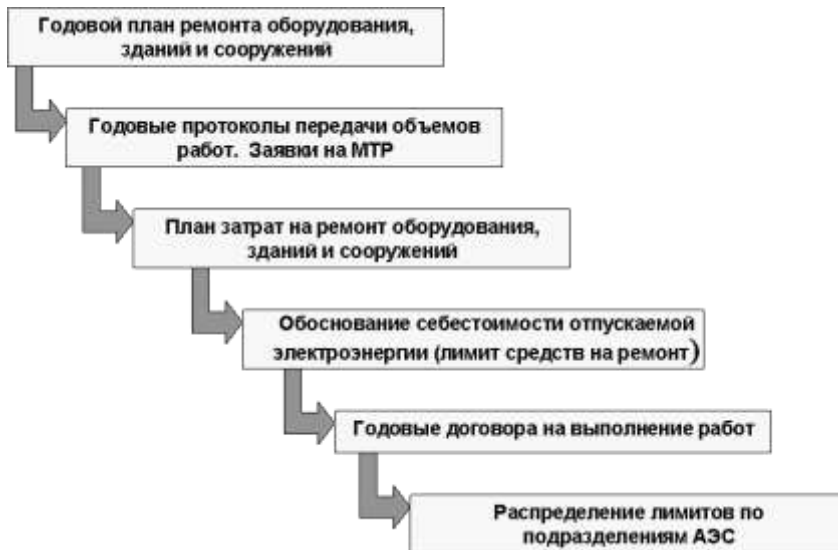 Годовой план ремонта оборудования,
зданий и сооружений
Годовые протоколы передачи объемов
работ. Заявки на МТР
План затрат на ремонт оборудования,
зданий и сооружений
Обоснование себестоимости отпускаемой
электроэнергии (лимит средств на ремонт)
Годовые договора на выполнение работ
Распределение лимитов по
подразделениям АЭС